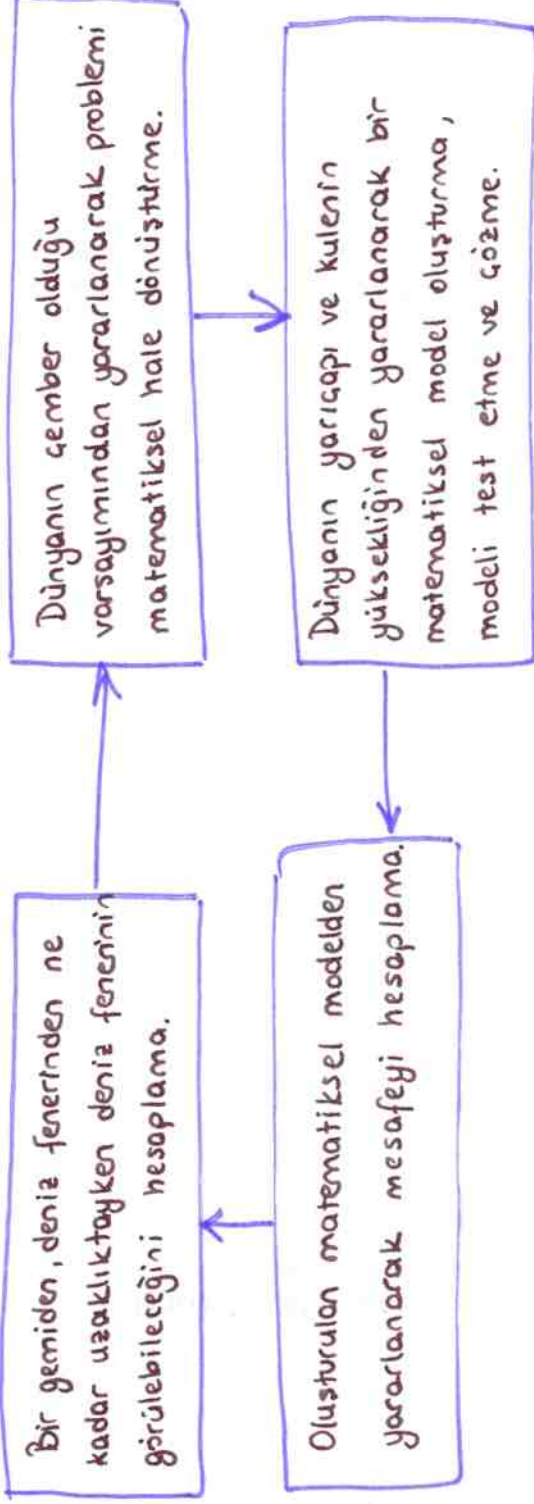 Bir gemiden, deniz fenerinden ne
kadar uzaklıktayken deniz fenerinin
görülebileceğini hesaplama.
Dünyanın çember olduğu
varsayımından yararlanarak problemi
matematiksel hale dönüştürme.
Dünyanın yarıçapı ve kulenin
yüksekliğinden yararlanarak bir
matematiksel model oluşturma,
modeli test etme ve çözme.
Oluşturulan matematiksel modelden
yararlanarak mesafeyi hesaplama.